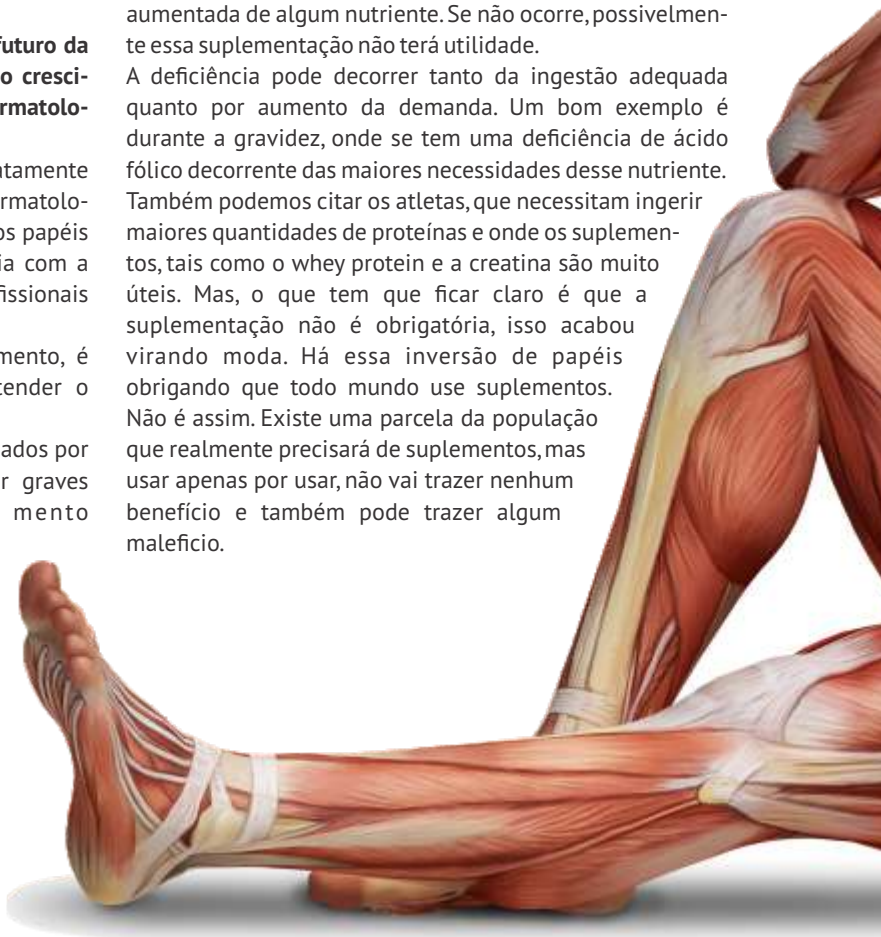 futuro da
o cresci-
rmatolo-
atamente
rmatolo-
os papéis
ia com a
fissionais
mento, é
tender o
ados por
r graves
mento
aumentada de algum nutriente. Se não ocorre, possivelmen-
te essa suplementação não terá utilidade.
A deficiência pode decorrer tanto da ingestão adequada
quanto por aumento da demanda. Um bom exemplo é
durante a gravidez, onde se tem uma deficiência de ácido
fólico decorrente das maiores necessidades desse nutriente.
Também podemos citar os atletas, que necessitam ingerir
maiores quantidades de proteínas e onde os suplemen-
tos, tais como o whey protein e a creatina são muito
úteis. Mas, o que tem que ficar claro é que a
suplementação não é obrigatória, isso acabou
virando moda. Há essa inversão de papéis
obrigando que todo mundo use suplementos.
Não é assim. Existe uma parcela da população
que realmente precisará de suplementos, mas
usar apenas por usar, não vai trazer nenhum
benefício e também pode trazer algum
maleficio.